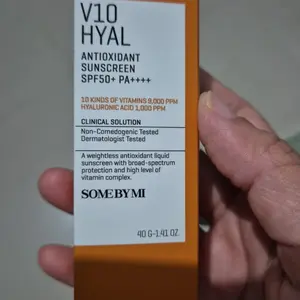 V10
HYAL
ANTIOXIDANT
SUNSCREEN
SPF50+ PA++++
10 KINDS OF VITAMINS 9,000 PPM
HYALURONIC ACID 1,000 PPM
CLINICAL SOLUTION
Non-Comedogenic Tested
Dermatologist Tested
A weightless antioxidant liquid
sunscreen with broad-spectrum
protection and high level of
vitamin complex.
SOME BY MI
40 G-1.41 OZ.